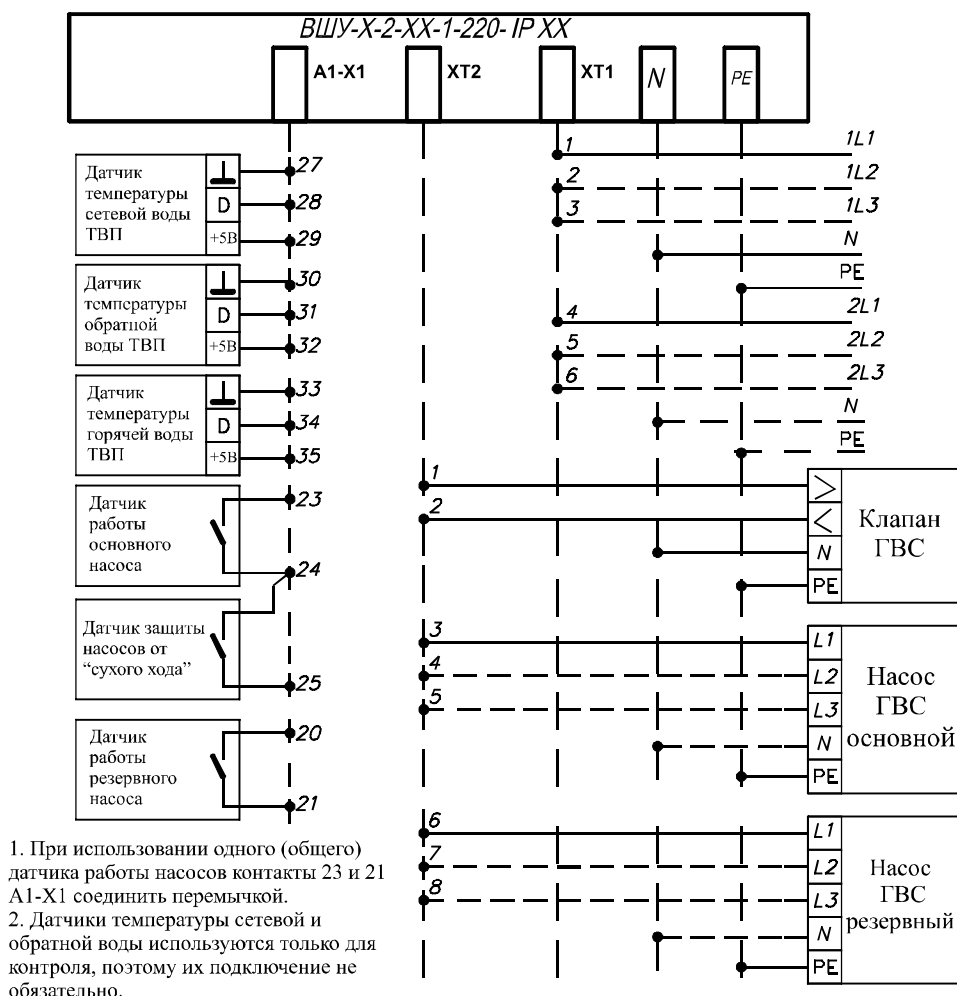 ВШУ-Х-2-ХХ-1-220- IP XX
A1-X1
XT2
XT1
N
PE
Датчик
температуры
сетевой воды
ТВП
⊥
D
+5В
27
28
29
Датчик
температуры
обратной
воды ТВП
⊥
D
+5В
30
31
32
Датчик
температуры
горячей воды
ТВП
⊥
D
+5В
33
34
35
Датчик
работы
основного
насоса
23
24
Датчик защиты
насосов от
“сухого хода”
25
Датчик
работы
резервного
насоса
20
21
1 1L1
2 1L2
3 1L3
N
PE
4 2L1
5 2L2
6 2L3
N
PE
1
2
>
<
N
PE
Клапан
ГВС
3
4
5
L1
L2
L3
N
PE
Насос
ГВС
основной
6
7
8
L1
L2
L3
N
PE
Насос
ГВС
резервный
1. При использовании одного (общего)
датчика работы насосов контакты 23 и 21
А1-Х1 соединить перемычкой.
2. Датчики температуры сетевой и
обратной воды используются только для
контроля, поэтому их подключение не
обязательно.